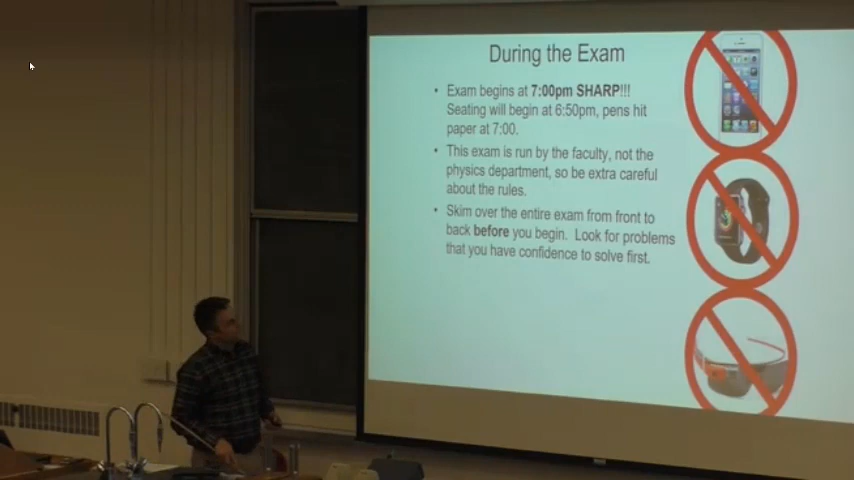 During the Exam
• Exam begins at 7:00pm SHARP!!!
Seating will begin at 6:50pm, pens hit
paper at 7:00.
• This exam is run by the faculty, not the
physics department, so be extra careful
about the rules.
• Skim over the entire exam from front to
back before you begin. Look for problems
that you have confidence to solve first.